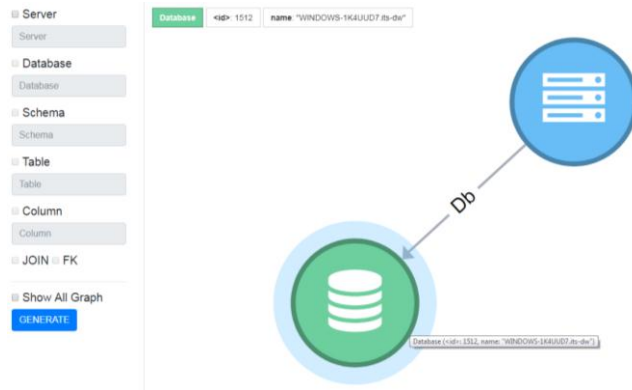 Server
Server
Database
Database
Schema
Schema
Table
Table
Column
Column
JOIN FK
Show All Graph
GENERATE
Database <id>: 1512 name: "WINDOWS-1K4UUD7.its-dw"
Db
Database (<id>: 1512, name: "WINDOWS-1K4UUD7.its-dw")